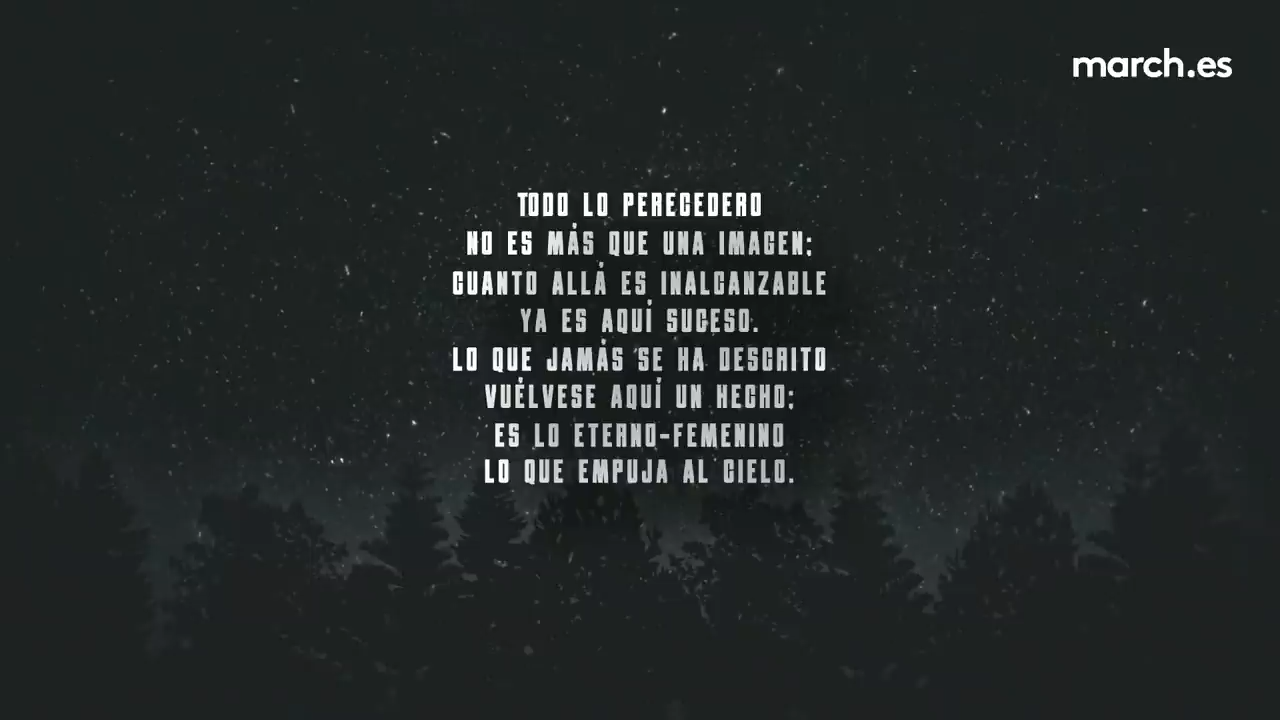 march.es
TODO LO PERECEDERO
NO ES MÁS QUE UNA IMAGEN;
CUANTO ALLÁ ES INALCANZABLE
YA ES AQUÍ SUCESO.
LO QUE JAMÁS SE HA DESCRITO
VUÉLVESE AQUÍ UN HECHO;
ES LO ETERNO-FEMENINO
LO QUE EMPUJA AL CIELO.